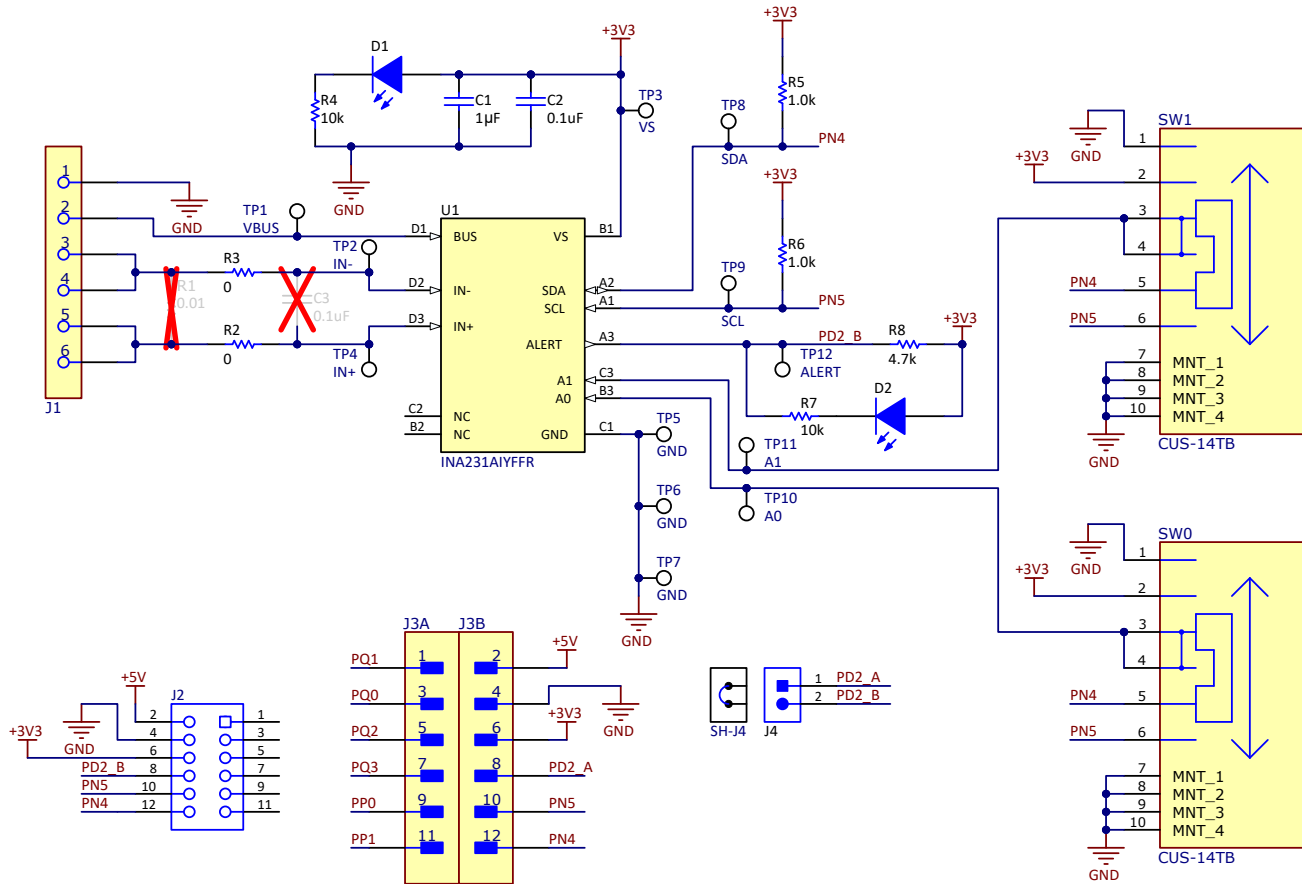 +3V3
D1
R4
10k
C1
1µF
C2
0.1uF
GND
TP3
VS
+3V3
R5
1.0k
TP8
SDA
PN4
+3V3
R6
1.0k
TP9
SCL
PN5
J1
1
2
3
4
5
6
GND
TP1
VBUS
TP2
IN-
R3
0
R1
0.01
C3
0.1uF
R2
0
TP4
IN+
U1
D1
BUS
D2
IN-
D3
IN+
C2
NC
B2
NC
VS
B1
SDA
A2
SCL
A1
ALERT
A3
A1
C3
A0
B3
GND
C1
INA231AIYFFR
PD2_B
TP12
ALERT
R8
4.7k
+3V3
R7
10k
D2
TP11
A1
TP10
A0
TP5
GND
TP6
GND
TP7
GND
GND
SW1
GND
+3V3
1
2
3
4
PN4
5
PN5
6
7
MNT_1
8
MNT_2
9
MNT_3
10
MNT_4
GND
CUS-14TB
SW0
GND
+3V3
1
2
3
4
PN4
5
PN5
6
7
MNT_1
8
MNT_2
9
MNT_3
10
MNT_4
GND
CUS-14TB
J2
+5V
GND
+3V3
PD2_B
PN5
PN4
2
4
6
8
10
12
1
3
5
7
9
11
J3A
J3B
PQ1
1
2
+5V
PQ0
3
4
GND
PQ2
5
6
+3V3
PQ3
7
8
PD2_A
PP0
9
10
PN5
PP1
11
12
PN4
SH-J4
J4
1
PD2_A
2
PD2_B